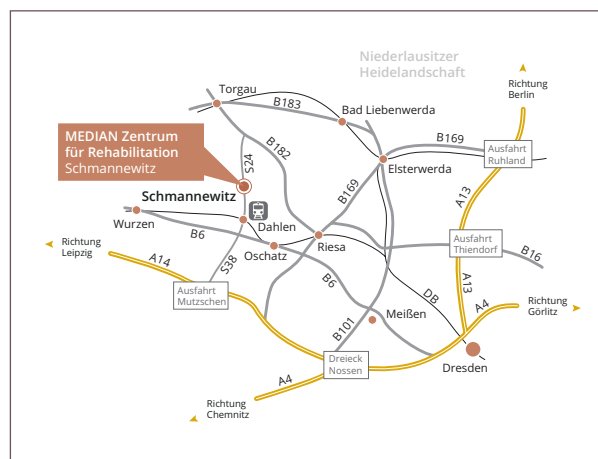 Niederlausitzer
Heidelandschaft
Richtung
Berlin
Torgau
B183
Bad Liebenwerda
B169
Ausfahrt
Ruhland
MEDIAN Zentrum
für Rehabilitation
Schmannewitz
S24
B182
Elsterwerda
B169
A13
Schmannewitz
Dahlen
Wurzen
B6
Oschatz
Riesa
Ausfahrt
Thiendorf
B16
Richtung
Leipzig
A14
S38
B6
A13
Ausfahrt
Mutzschen
DB
A4
Richtung
Görlitz
Meißen
B101
Dreieck
Nossen
Dresden
A4
Richtung
Chemnitz